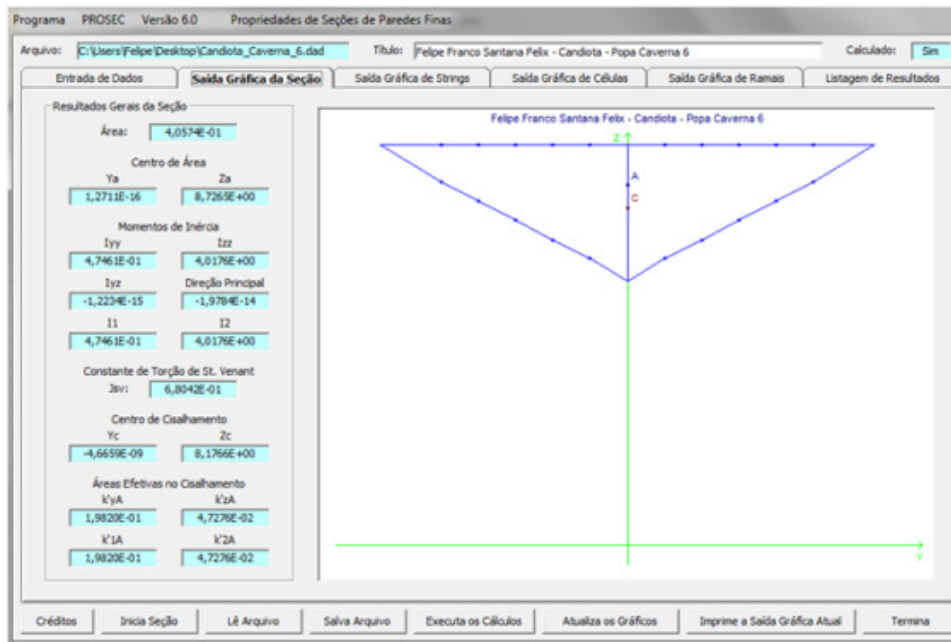 Programa PROSEC Versão 6.0 Propriedades de Seções de Paredes Finas
Arquivo: C:\Users\Felipe\Desktop\Candiota_Caverna_6.dad Título: Felipe Franco Santana Felix - Candiota - Popa Caverna 6 Calculado: Sim
Entrada de Dados Saída Gráfica da Seção Saída Gráfica de Strings Saída Gráfica de Células Saída Gráfica de Ramais Listagem de Resultados
Resultados Gerais da Seção
Área: 4,0574E-01
Centro de Área
Ya Za
1,2711E-16 8,7265E+00
Momentos de Inércia
Iyy Izz
4,7461E-01 4,0176E+00
Iyz Direção Principal
-1,2234E-15 -1,9784E-14
I1 I2
4,7461E-01 4,0176E+00
Constante de Torção de St. Venant
Jsv: 6,8042E-01
Centro de Cisalhamento
Yc Zc
-4,6659E-09 8,1766E+00
Áreas Efetivas no Cisalhamento
k'yA k'zA
1,9820E-01 4,7276E-02
k'1A k'2A
1,9820E-01 4,7276E-02
Felipe Franco Santana Felix - Candiota - Popa Caverna 6
Z
A
C
Y
Créditos Inicia Seção Lê Arquivo Salva Arquivo Executa os Cálculos Atualiza os Gráficos Imprime a Saída Gráfica Atual Termina